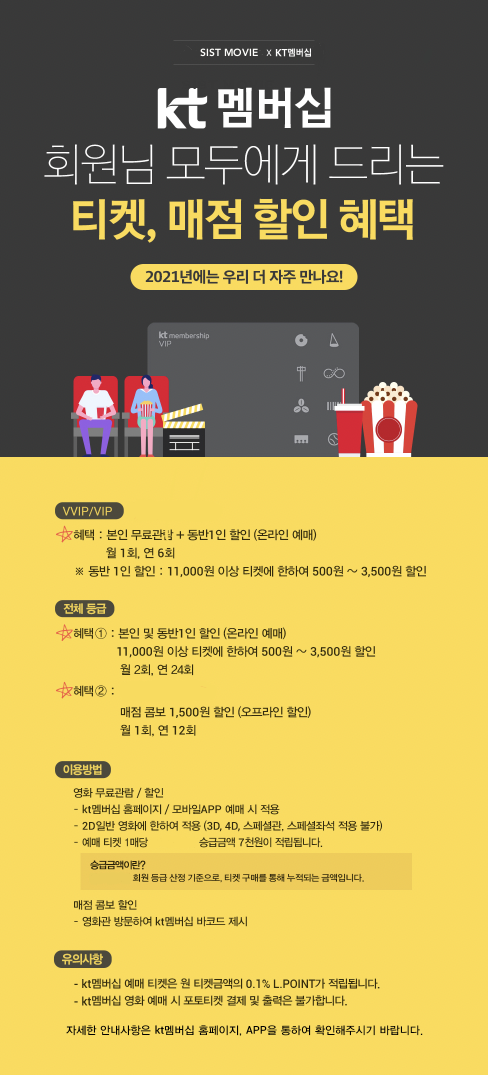 SIST MOVIE X KT멤버십
kt 멤버십
회원님 모두에게 드리는
티켓, 매점 할인 혜택
2021년에는 우리 더 자주 만나요!
kt membership
VIP
VVIP/VIP
혜택 : 본인 무료관람 + 동반1인 할인 (온라인 예매)
월 1회, 연 6회
※ 동반 1인 할인 : 11,000원 이상 티켓에 한하여 500원 ~ 3,500원 할인
전체 등급
혜택① : 본인 및 동반1인 할인 (온라인 예매)
11,000원 이상 티켓에 한하여 500원 ~ 3,500원 할인
월 2회, 연 24회
혜택② :
매점 콤보 1,500원 할인 (오프라인 할인)
월 1회, 연 12회
이용방법
영화 무료관람 / 할인
- kt멤버십 홈페이지 / 모바일APP 예매 시 적용
- 2D일반 영화에 한하여 적용 (3D, 4D, 스페셜관, 스페셜좌석 적용 불가)
- 예매 티켓 1매당 승급금액 7천원이 적립됩니다.
승급금액이란?
회원 등급 산정 기준으로, 티켓 구매를 통해 누적되는 금액입니다.
매점 콤보 할인
- 영화관 방문하여 kt멤버십 바코드 제시
유의사항
- kt멤버십 예매 티켓은 원 티켓금액의 0.1% L.POINT가 적립됩니다.
- kt멤버십 영화 예매 시 포토티켓 결제 및 출력은 불가합니다.
자세한 안내사항은 kt멤버십 홈페이지, APP을 통하여 확인해주시기 바랍니다.